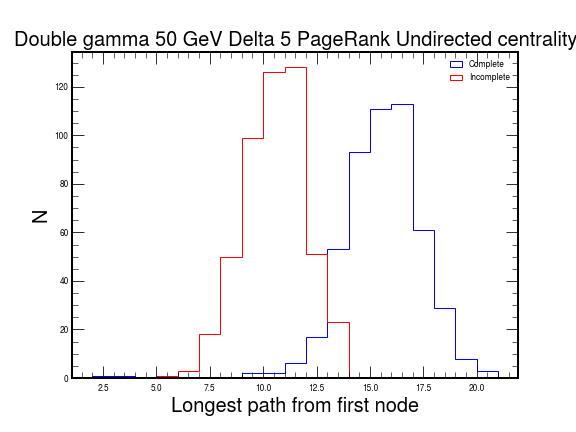 Double gamma 50 GeV Delta 5 PageRank Undirected centrality
Complete
Incomplete
N
120
100
80
60
40
20
0
2.5 5.0 7.5 10.0 12.5 15.0 17.5 20.0
Longest path from first node